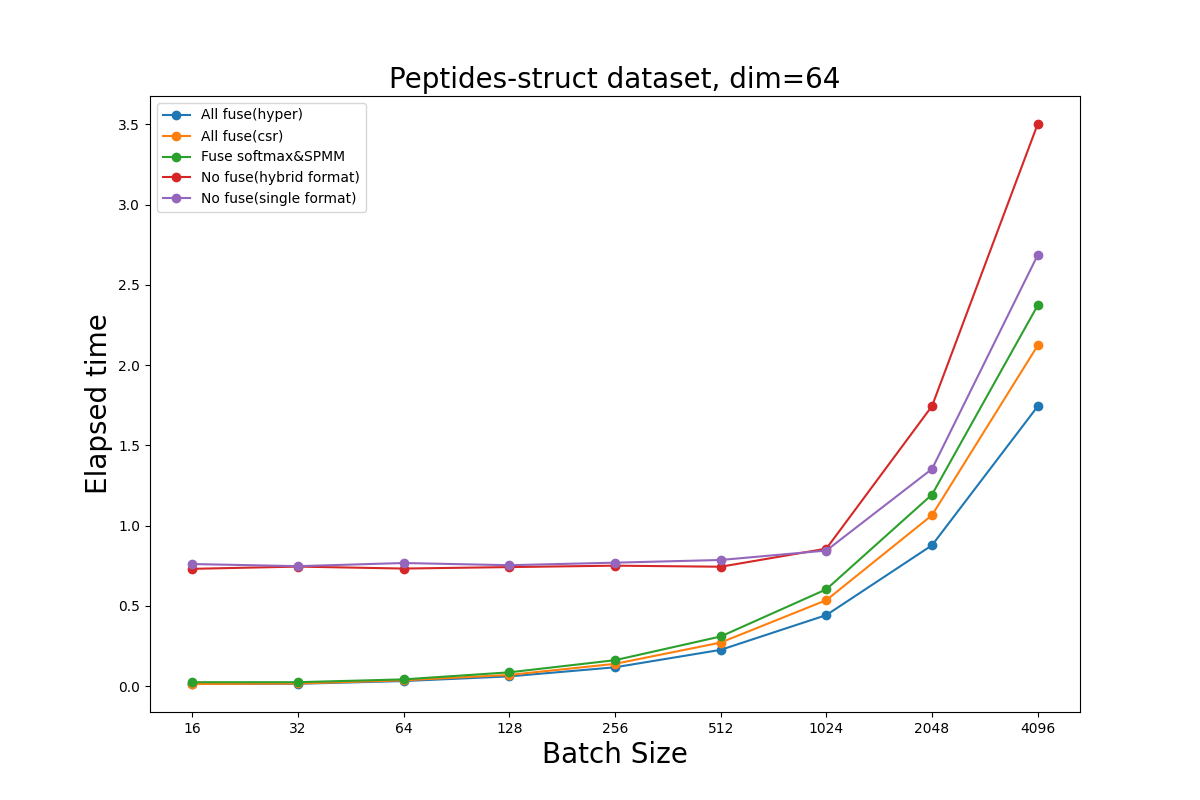 Peptides-struct dataset, dim=64
All fuse(hyper)
All fuse(csr)
Fuse softmax&SPMM
No fuse(hybrid format)
No fuse(single format)
Elapsed time
3.5
3.0
2.5
2.0
1.5
1.0
0.5
0.0
16 32 64 128 256 512 1024 2048 4096
Batch Size